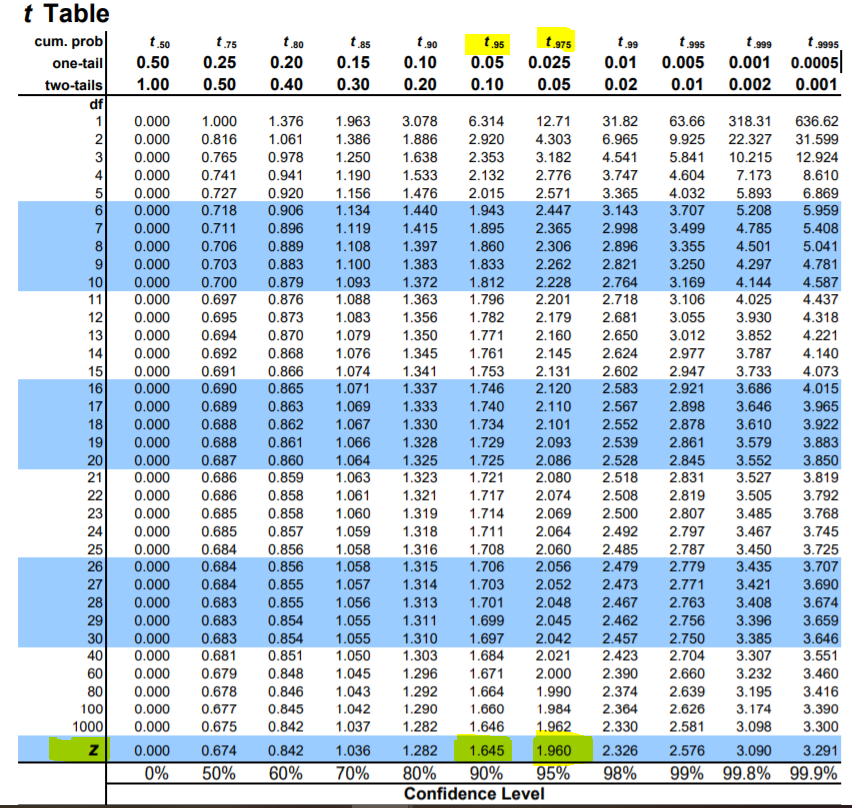 t Table
cum. prob t .50 t .75 t .80 t .85 t .90 t .95 t .975 t .99 t .995 t .999 t .9995
one-tail 0.50 0.25 0.20 0.15 0.10 0.05 0.025 0.01 0.005 0.001 0.0005
two-tails 1.00 0.50 0.40 0.30 0.20 0.10 0.05 0.02 0.01 0.002 0.001
df
1 0.000 1.000 1.376 1.963 3.078 6.314 12.71 31.82 63.66 318.31 636.62
2 0.000 0.816 1.061 1.386 1.886 2.920 4.303 6.965 9.925 22.327 31.599
3 0.000 0.765 0.978 1.250 1.638 2.353 3.182 4.541 5.841 10.215 12.924
4 0.000 0.741 0.941 1.190 1.533 2.132 2.776 3.747 4.604 7.173 8.610
5 0.000 0.727 0.920 1.156 1.476 2.015 2.571 3.365 4.032 5.893 6.869
6 0.000 0.718 0.906 1.134 1.440 1.943 2.447 3.143 3.707 5.208 5.959
7 0.000 0.711 0.896 1.119 1.415 1.895 2.365 2.998 3.499 4.785 5.408
8 0.000 0.706 0.889 1.108 1.397 1.860 2.306 2.896 3.355 4.501 5.041
9 0.000 0.703 0.883 1.100 1.383 1.833 2.262 2.821 3.250 4.297 4.781
10 0.000 0.700 0.879 1.093 1.372 1.812 2.228 2.764 3.169 4.144 4.587
11 0.000 0.697 0.876 1.088 1.363 1.796 2.201 2.718 3.106 4.025 4.437
12 0.000 0.695 0.873 1.083 1.356 1.782 2.179 2.681 3.055 3.930 4.318
13 0.000 0.694 0.870 1.079 1.350 1.771 2.160 2.650 3.012 3.852 4.221
14 0.000 0.692 0.868 1.076 1.345 1.761 2.145 2.624 2.977 3.787 4.140
15 0.000 0.691 0.866 1.074 1.341 1.753 2.131 2.602 2.947 3.733 4.073
16 0.000 0.690 0.865 1.071 1.337 1.746 2.120 2.583 2.921 3.686 4.015
17 0.000 0.689 0.863 1.069 1.333 1.740 2.110 2.567 2.898 3.646 3.965
18 0.000 0.688 0.862 1.067 1.330 1.734 2.101 2.552 2.878 3.610 3.922
19 0.000 0.688 0.861 1.066 1.328 1.729 2.093 2.539 2.861 3.579 3.883
20 0.000 0.687 0.860 1.064 1.325 1.725 2.086 2.528 2.845 3.552 3.850
21 0.000 0.686 0.859 1.063 1.323 1.721 2.080 2.518 2.831 3.527 3.819
22 0.000 0.686 0.858 1.061 1.321 1.717 2.074 2.508 2.819 3.505 3.792
23 0.000 0.685 0.858 1.060 1.319 1.714 2.069 2.500 2.807 3.485 3.768
24 0.000 0.685 0.857 1.059 1.318 1.711 2.064 2.492 2.797 3.467 3.745
25 0.000 0.684 0.856 1.058 1.316 1.708 2.060 2.485 2.787 3.450 3.725
26 0.000 0.684 0.856 1.058 1.315 1.706 2.056 2.479 2.779 3.435 3.707
27 0.000 0.684 0.855 1.057 1.314 1.703 2.052 2.473 2.771 3.421 3.690
28 0.000 0.683 0.855 1.056 1.313 1.701 2.048 2.467 2.763 3.408 3.674
29 0.000 0.683 0.854 1.055 1.311 1.699 2.045 2.462 2.756 3.396 3.659
30 0.000 0.683 0.854 1.055 1.310 1.697 2.042 2.457 2.750 3.385 3.646
40 0.000 0.681 0.851 1.050 1.303 1.684 2.021 2.423 2.704 3.307 3.551
60 0.000 0.679 0.848 1.045 1.296 1.671 2.000 2.390 2.660 3.232 3.460
80 0.000 0.678 0.846 1.043 1.292 1.664 1.990 2.374 2.639 3.195 3.416
100 0.000 0.677 0.845 1.042 1.290 1.660 1.984 2.364 2.626 3.174 3.390
1000 0.000 0.675 0.842 1.037 1.282 1.646 1.962 2.330 2.581 3.098 3.300
z 0.000 0.674 0.842 1.036 1.282 1.645 1.960 2.326 2.576 3.090 3.291
0% 50% 60% 70% 80% 90% 95% 98% 99% 99.8% 99.9%
Confidence Level